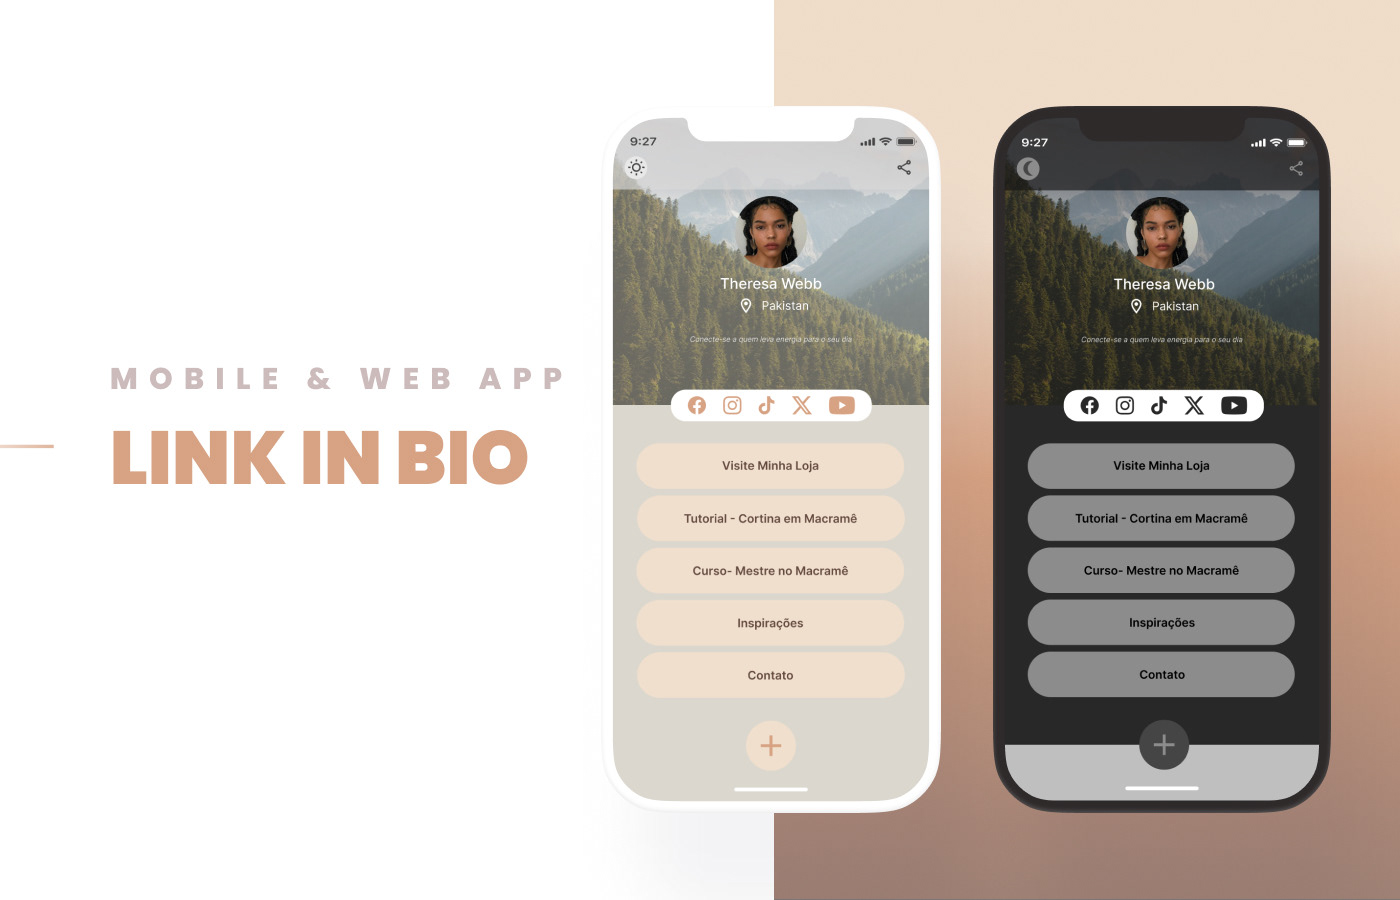 MOBILE & WEB APP
LINK IN BIO
9:27
Theresa Webb
Pakistan
Conecte-se a quem leva energia para o seu dia
Visite Minha Loja
Tutorial - Cortina em Macramê
Curso- Mestre no Macramê
Inspirações
Contato
9:27
Theresa Webb
Pakistan
Conecte-se a quem leva energia para o seu dia
Visite Minha Loja
Tutorial - Cortina em Macramê
Curso- Mestre no Macramê
Inspirações
Contato